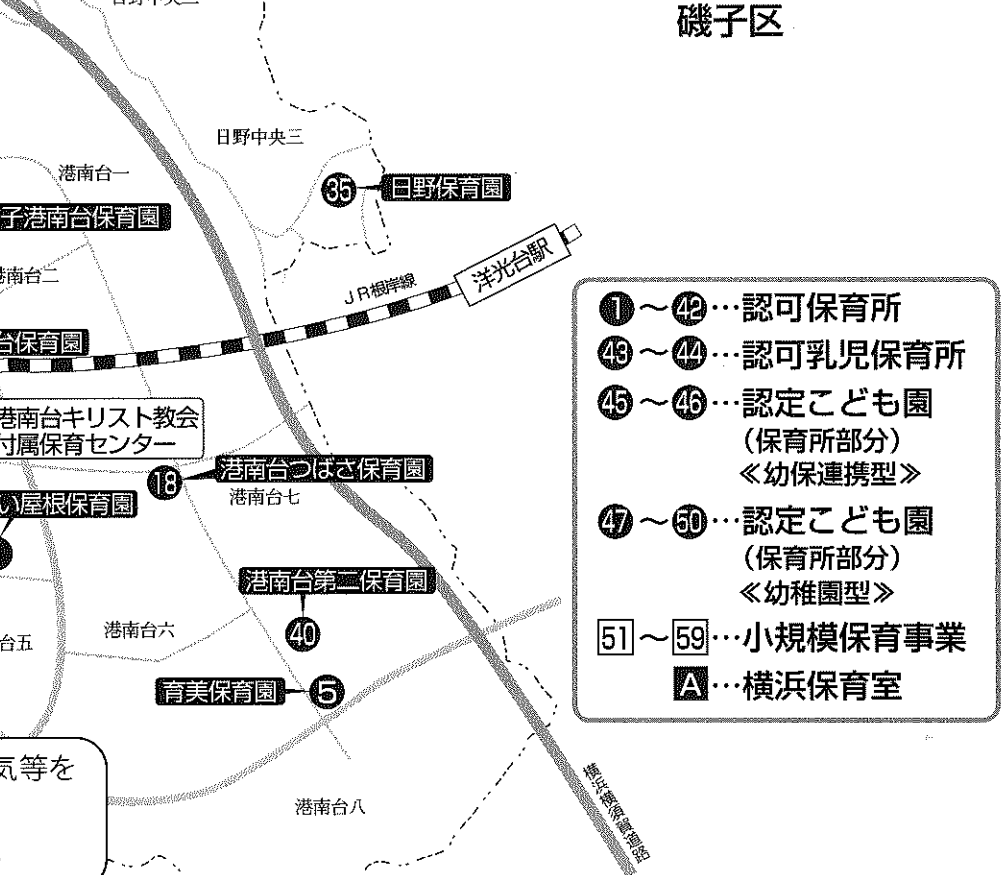 磯子区
日野中央三
港南台一
㉟
日野保育園
子港南台保育園
港南台二
洋光台駅
JR根岸線
台保育園
港南台キリスト教会
付属保育センター
⑱
港南台つばさ保育園
港南台七
い屋根保育園
港南台第二保育園
㊵
台五
港南台六
育美保育園
⑤
気等を
港南台八
横浜横須賀道路
①～㊷…認可保育所
㊸～㊹…認可乳児保育所
㊺～㊻…認定こども園
(保育所部分)
≪幼保連携型≫
㊼～㊿…認定こども園
(保育所部分)
≪幼稚園型≫
51～59…小規模保育事業
A…横浜保育室